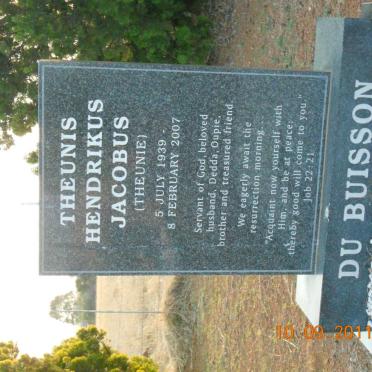 THEUNIS
HENDRIKUS
JACOBUS
(THEUNIE)
5 JULY 1939 -
8 FEBRUARY 2007
Servant of God, beloved
husband, Dedda, Oupie,
brother and treasured friend
We eagerly await the
resurrection morning.
"Acquaint now yourself with
Him, and be at peace;
thereby good will come to you."
Job 22: 21
DU BUISSON
10.09.2011